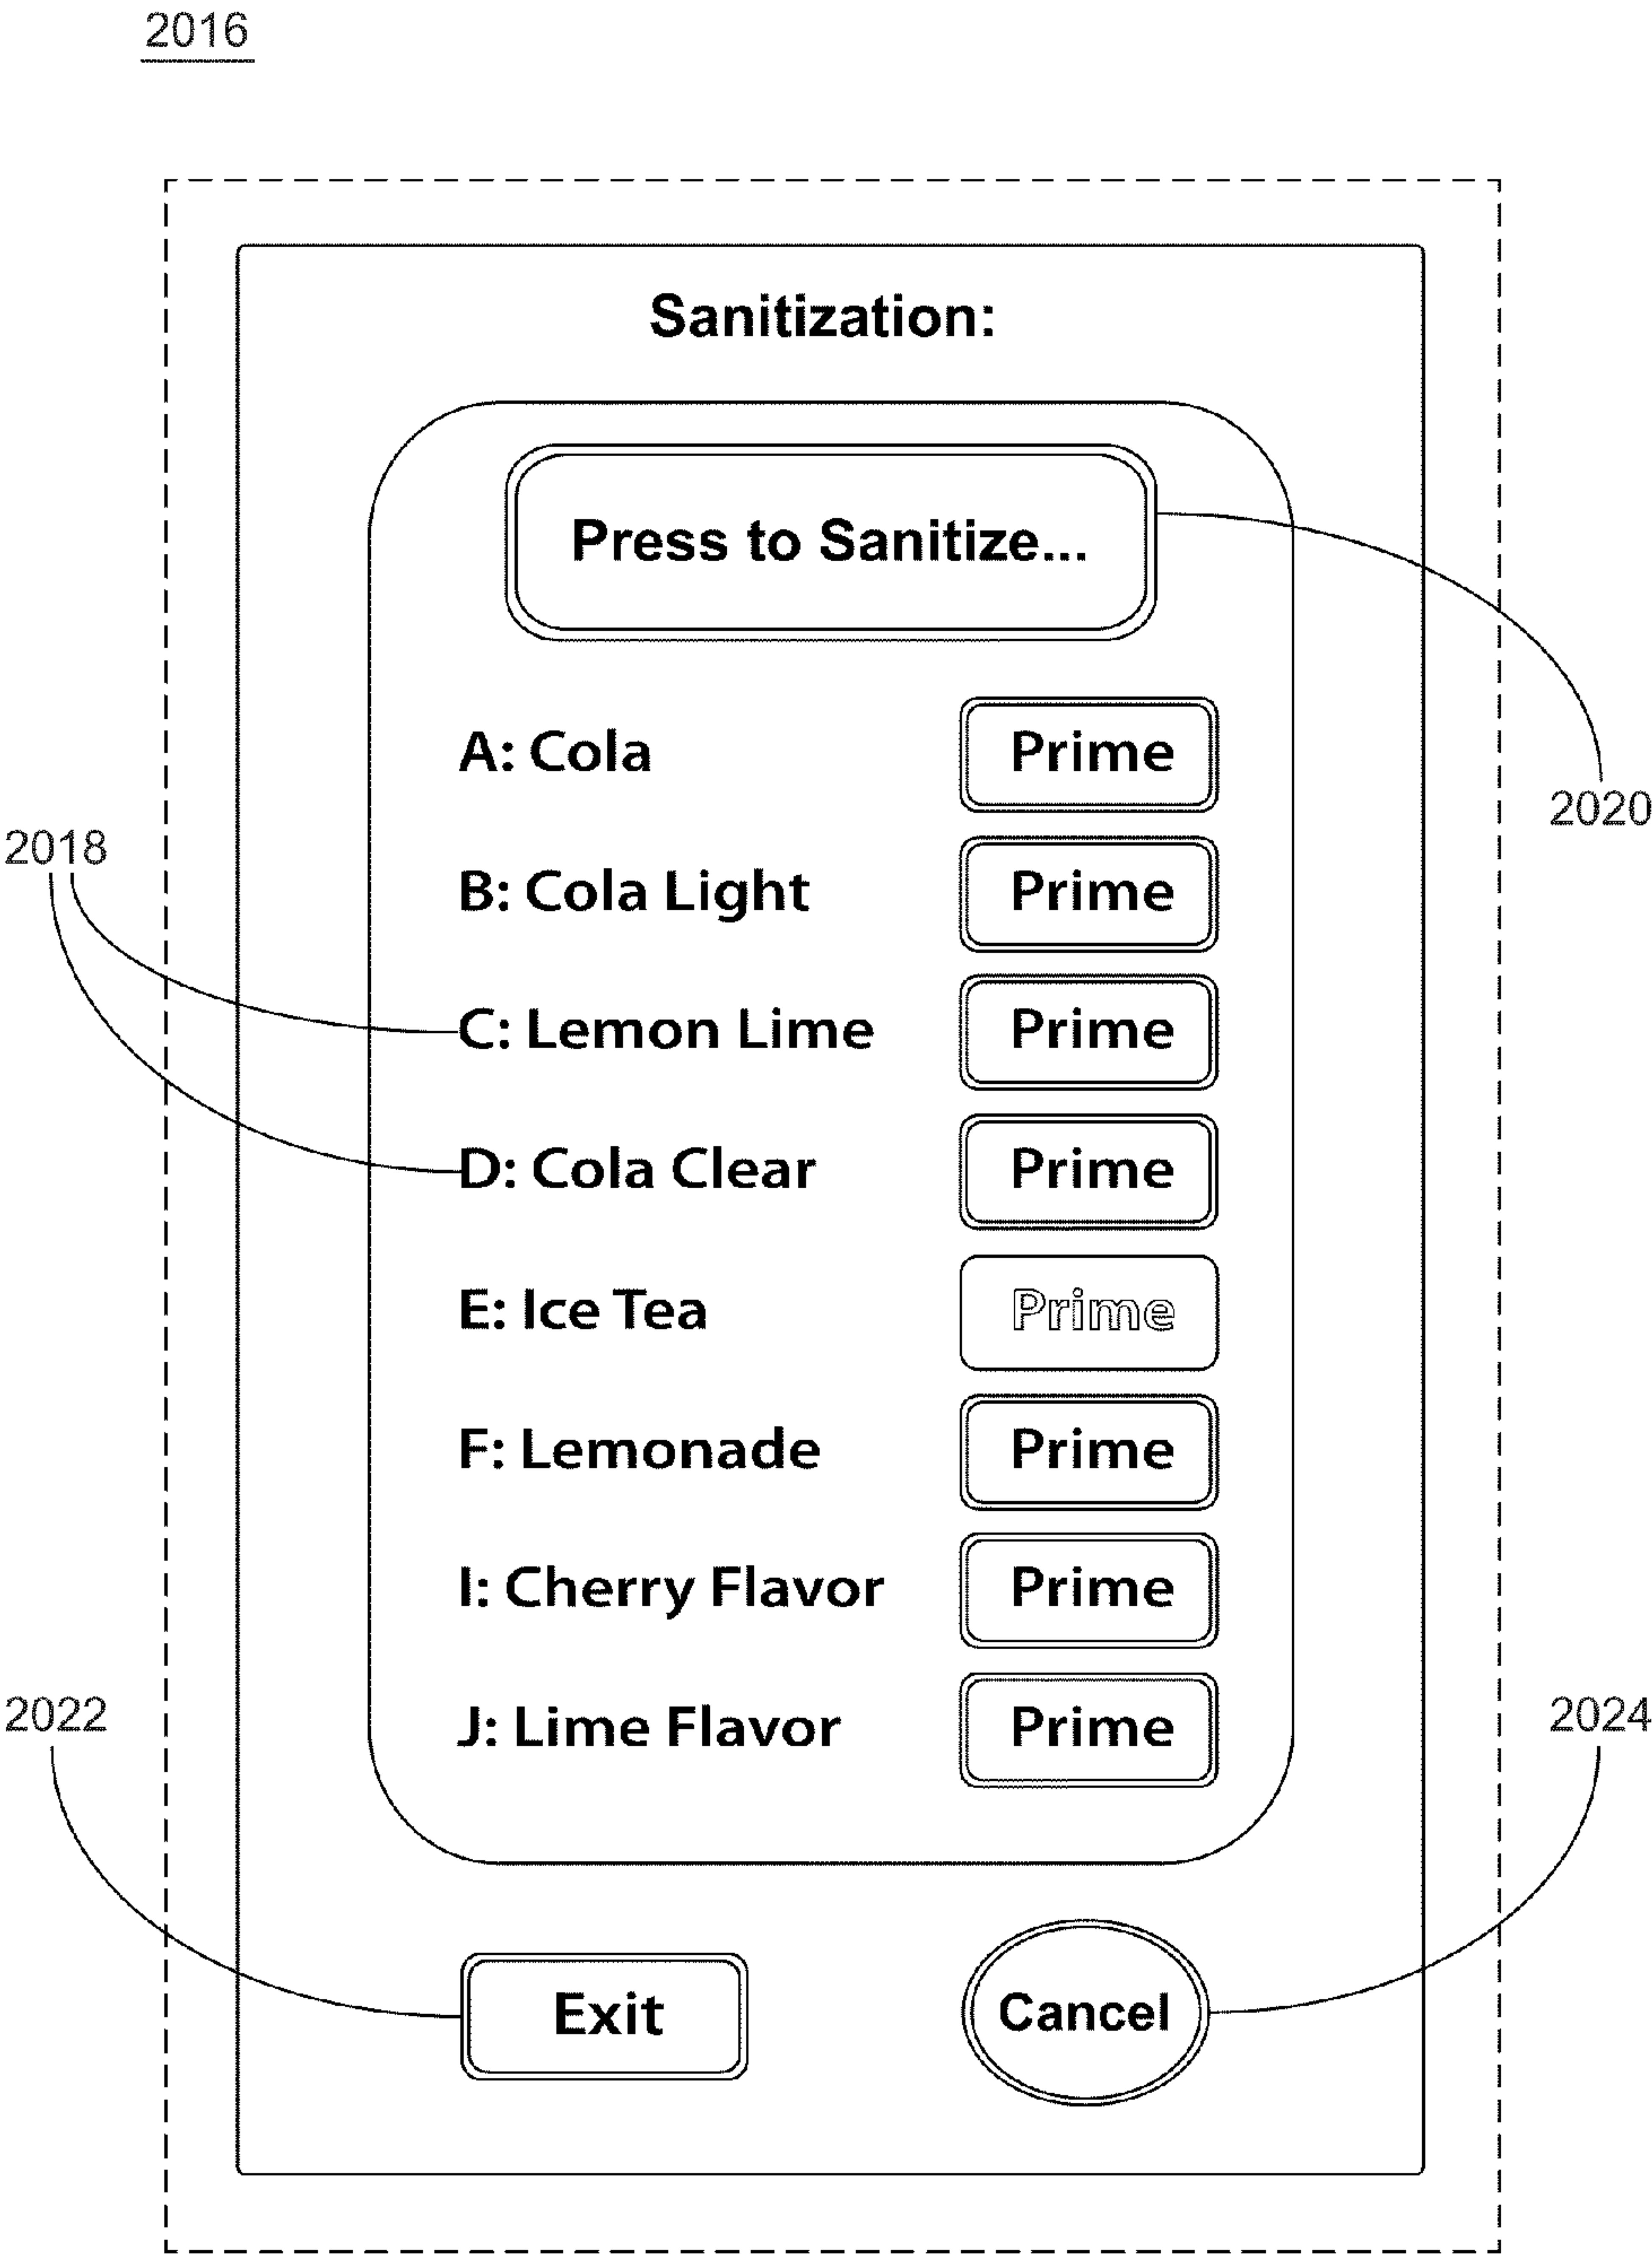 2016
Sanitization:
Press to Sanitize...
A: Cola Prime
2020
2018
B: Cola Light Prime
C: Lemon Lime Prime
D: Cola Clear Prime
E: Ice Tea Prime
F: Lemonade Prime
I: Cherry Flavor Prime
J: Lime Flavor Prime
2022
2024
Exit Cancel